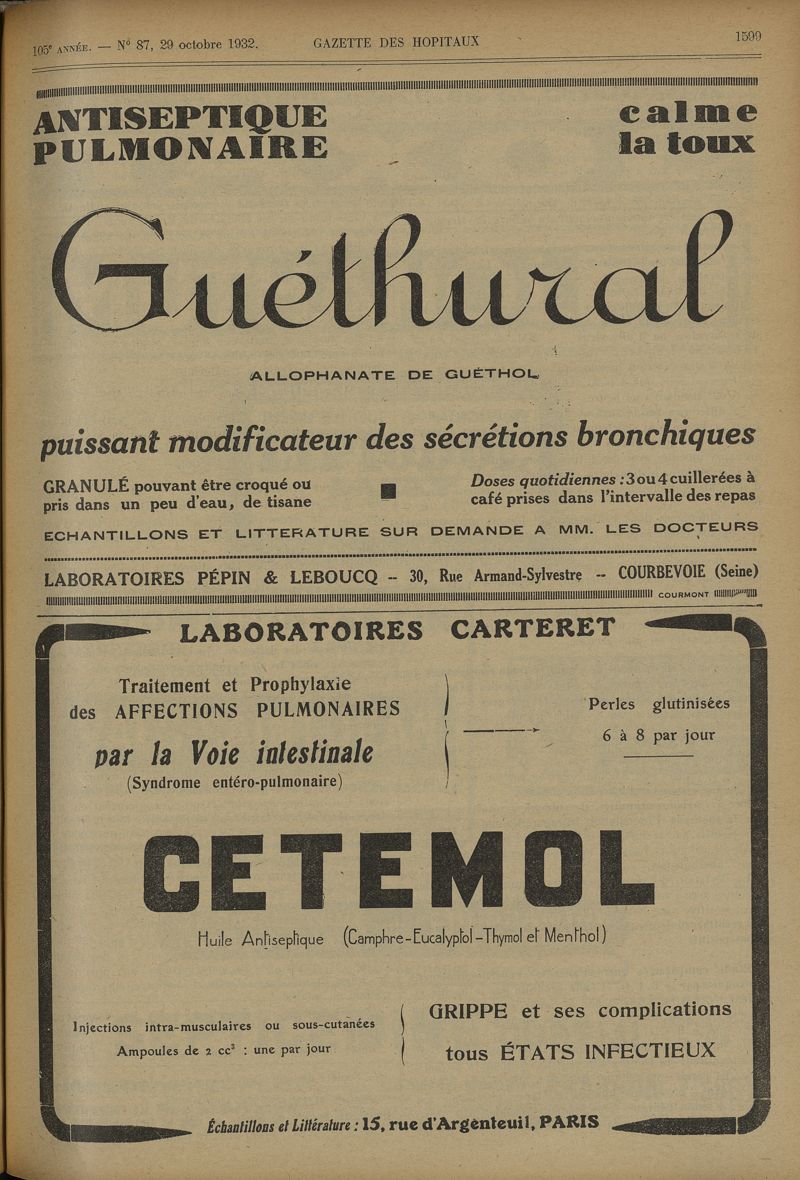 105e ANNÉE. — No 87, 29 octobre 1932. GAZETTE DES HOPITAUX 1599
ANTISEPTIQUE
PULMONAIRE
calme
la toux
Guéthural
ALLOPHANATE DE GUÉTHOL
puissant modificateur des sécrétions bronchiques
GRANULÉ pouvant être croqué ou
pris dans un peu d'eau, de tisane
Doses quotidiennes : 3 ou 4 cuillerées à
café prises dans l'intervalle des repas
ECHANTILLONS ET LITTERATURE SUR DEMANDE A MM. LES DOCTEURS
LABORATOIRES PÉPIN & LEBOUCQ -- 30, Rue Armand-Sylvestre -- COURBEVOIE (Seine)
COURMONT
LABORATOIRES CARTERET
Traitement et Prophylaxie
des AFFECTIONS PULMONAIRES
par la Voie intestinale
(Syndrome entéro-pulmonaire)
Perles glutinisées
6 à 8 par jour
CETEMOL
Huile Antiseptique (Camphre-Eucalyptol-Thymol et Menthol)
Injections intra-musculaires ou sous-cutanées
Ampoules de 2 cc³ : une par jour
GRIPPE et ses complications
tous ÉTATS INFECTIEUX
Échantillons et Littérature : 15, rue d'Argenteuil, PARIS